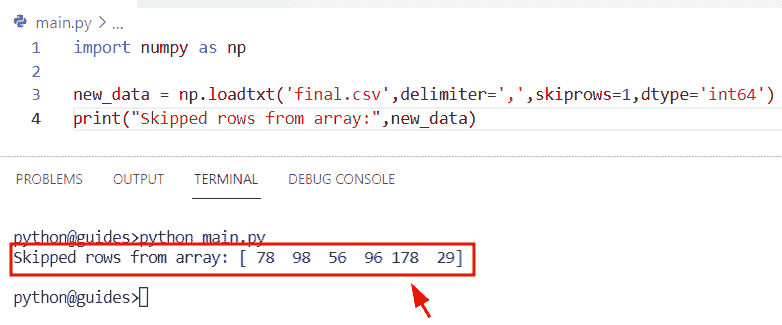 main.py > ...
1 import numpy as np
2
3 new_data = np.loadtxt('final.csv',delimiter=',',skiprows=1,dtype='int64')
4 print("Skipped rows from array:",new_data)
PROBLEMS OUTPUT TERMINAL DEBUG CONSOLE
python@guides>python main.py
Skipped rows from array: [ 78  98  56  96 178  29]
python@guides>